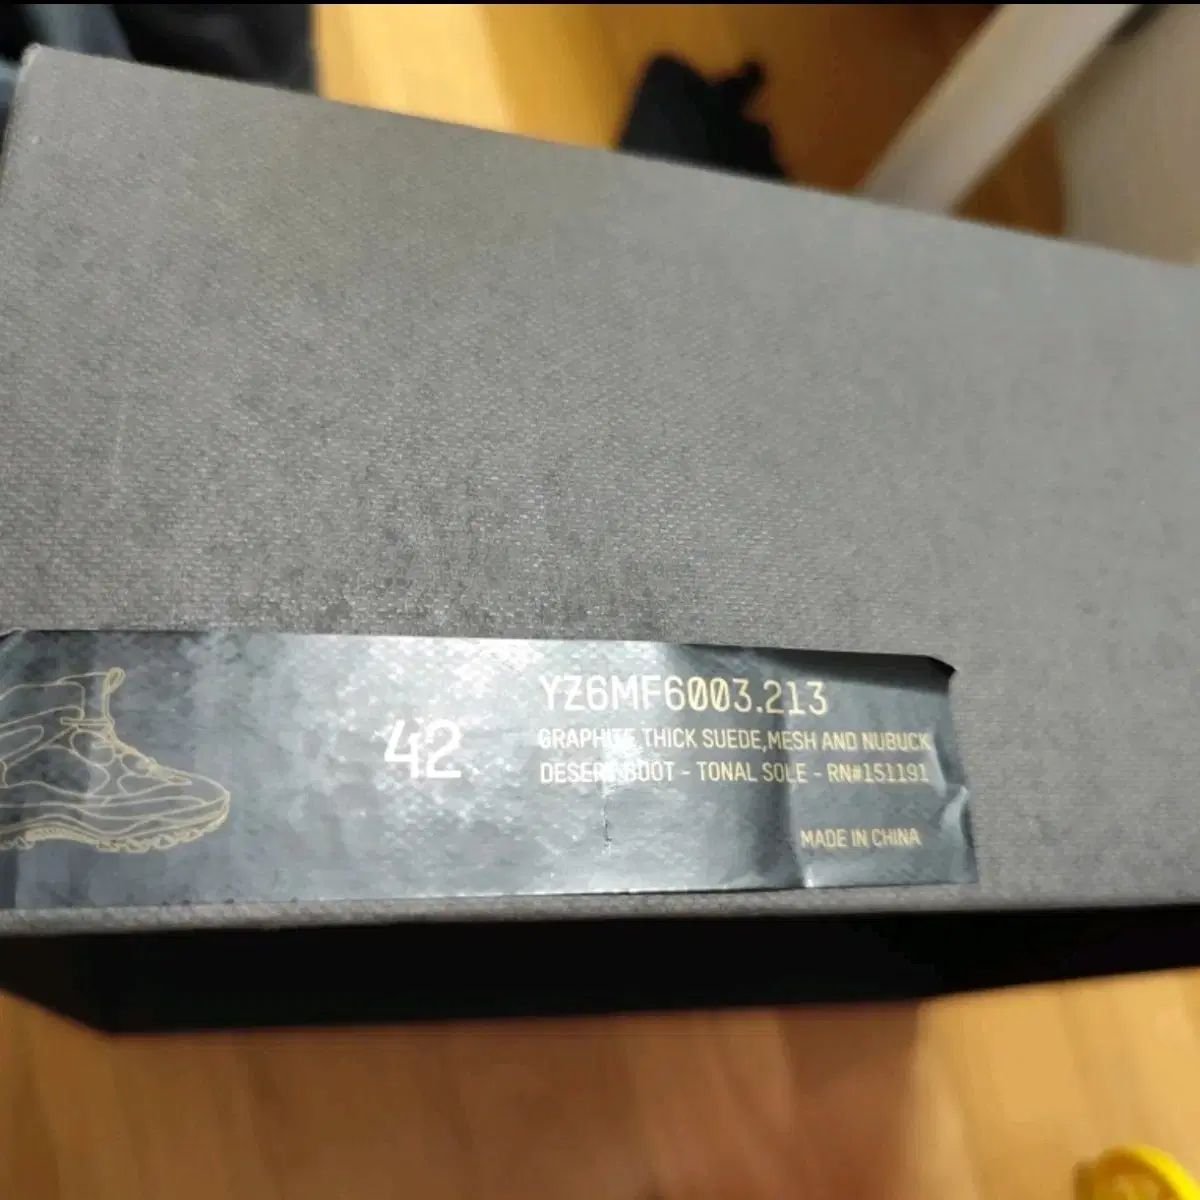 42
YZ6MF6003.213
GRAPHITE THICK SUEDE,MESH AND NUBUCK
DESERT BOOT - TONAL SOLE - RN#151191
MADE IN CHINA